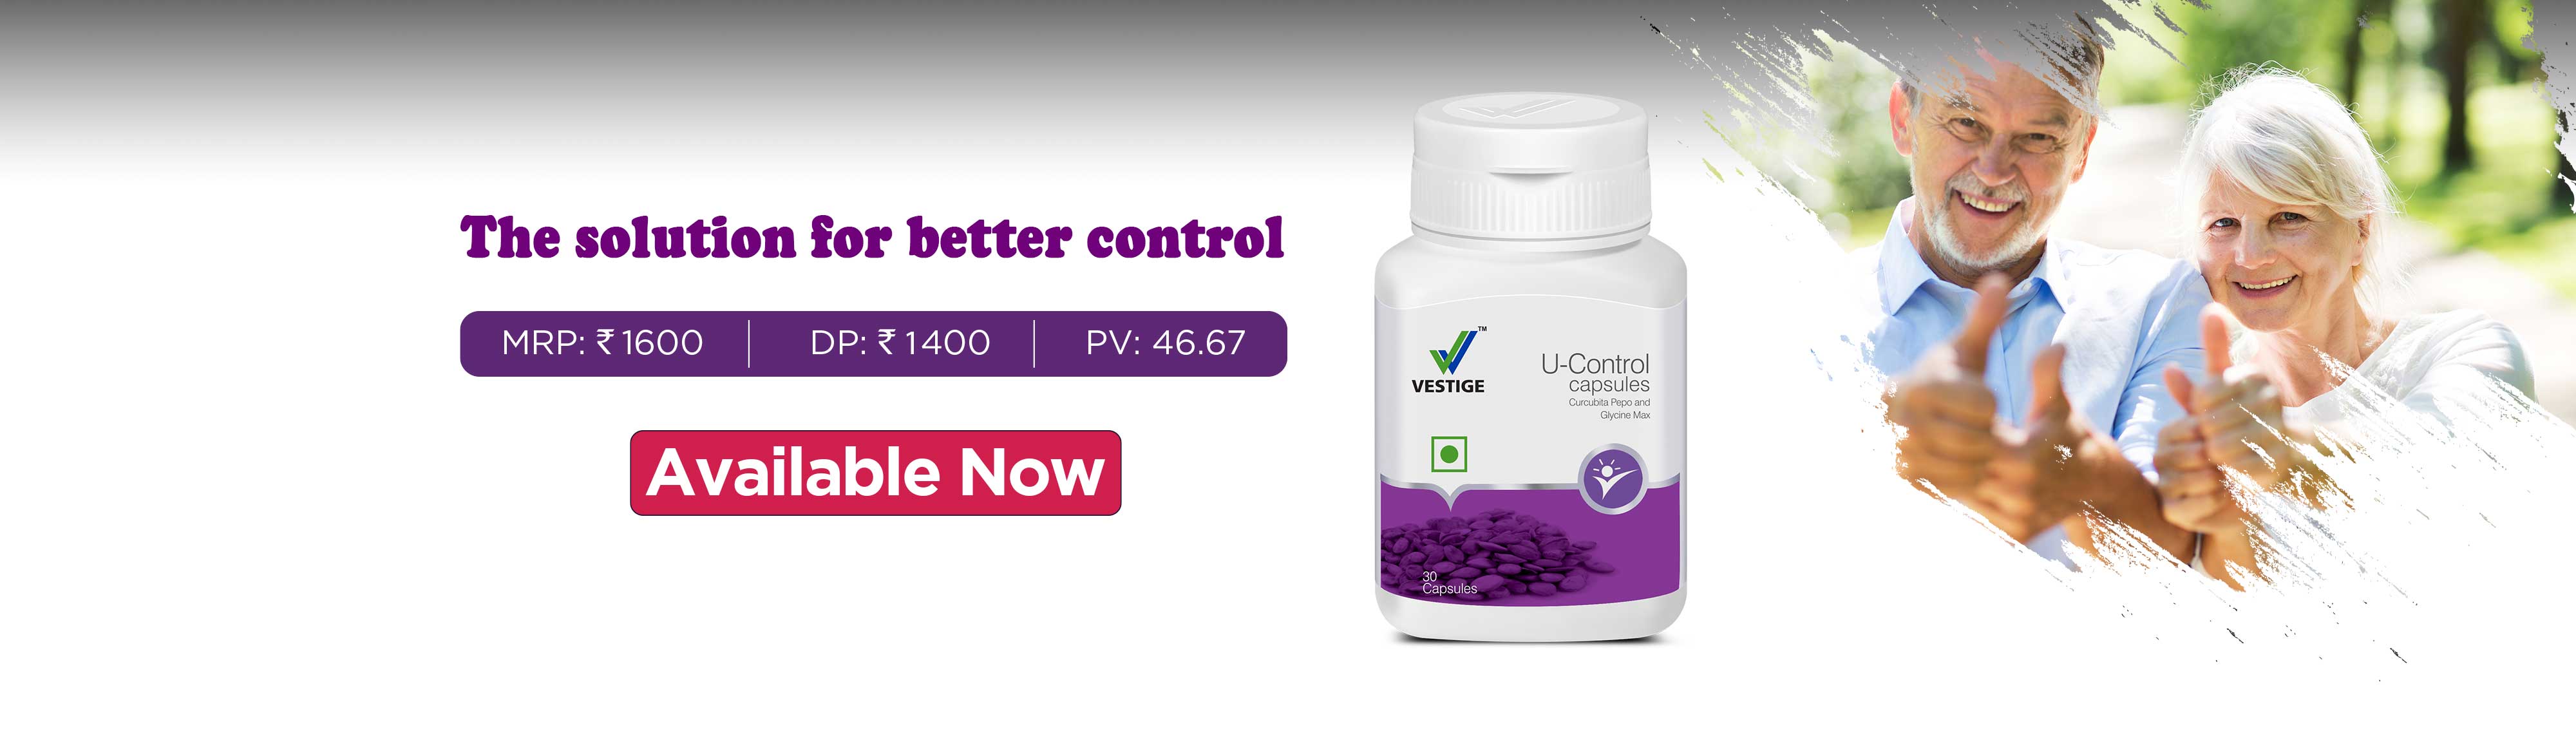 The solution for better control
MRP: ₹ 1600
DP: ₹ 1400
PV: 46.67
Available Now
TM
VESTIGE
U-Control
capsules
Curcubita Pepo and
Glycine Max
30
Capsules